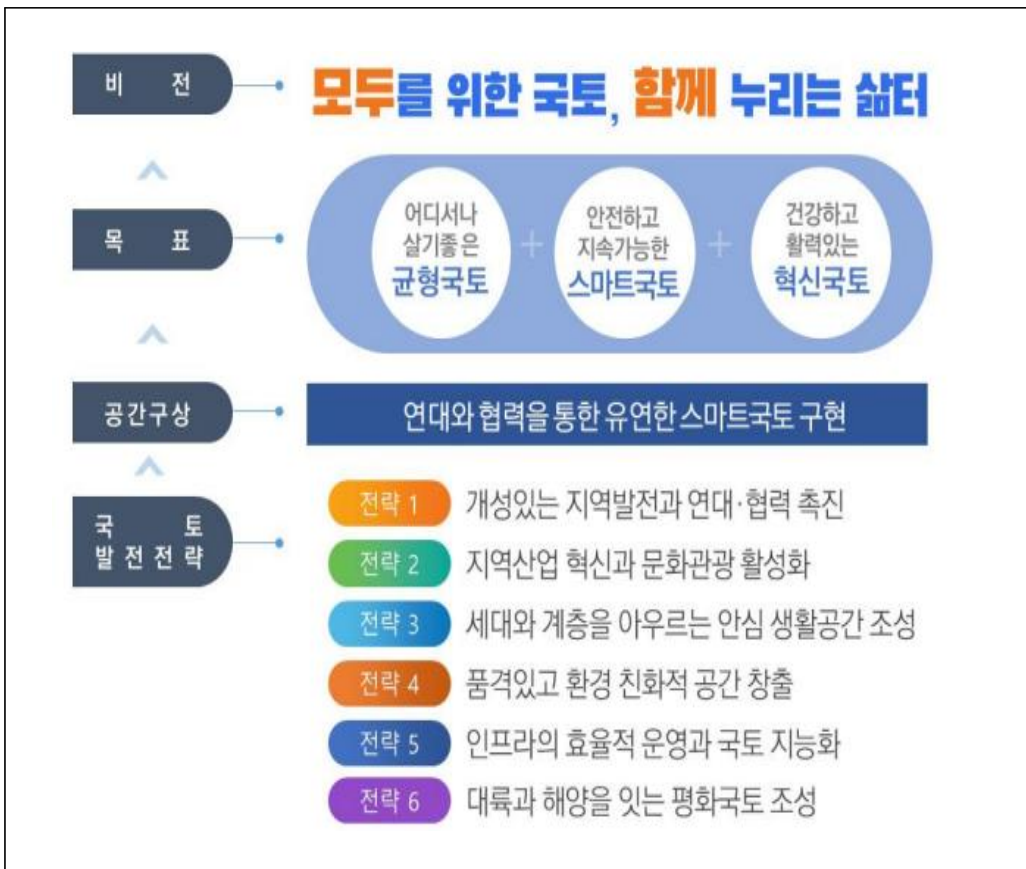 비 전
모두를 위한 국토, 함께 누리는 삶터
목 표
어디서나
살기좋은
균형국토
+
안전하고
지속가능한
스마트국토
+
건강하고
활력있는
혁신국토
공간구상
연대와 협력을 통한 유연한 스마트국토 구현
국 토
발전전략
전략 1 개성있는 지역발전과 연대·협력 촉진
전략 2 지역산업 혁신과 문화관광 활성화
전략 3 세대와 계층을 아우르는 안심 생활공간 조성
전략 4 품격있고 환경 친화적 공간 창출
전략 5 인프라의 효율적 운영과 국토 지능화
전략 6 대륙과 해양을 잇는 평화국토 조성